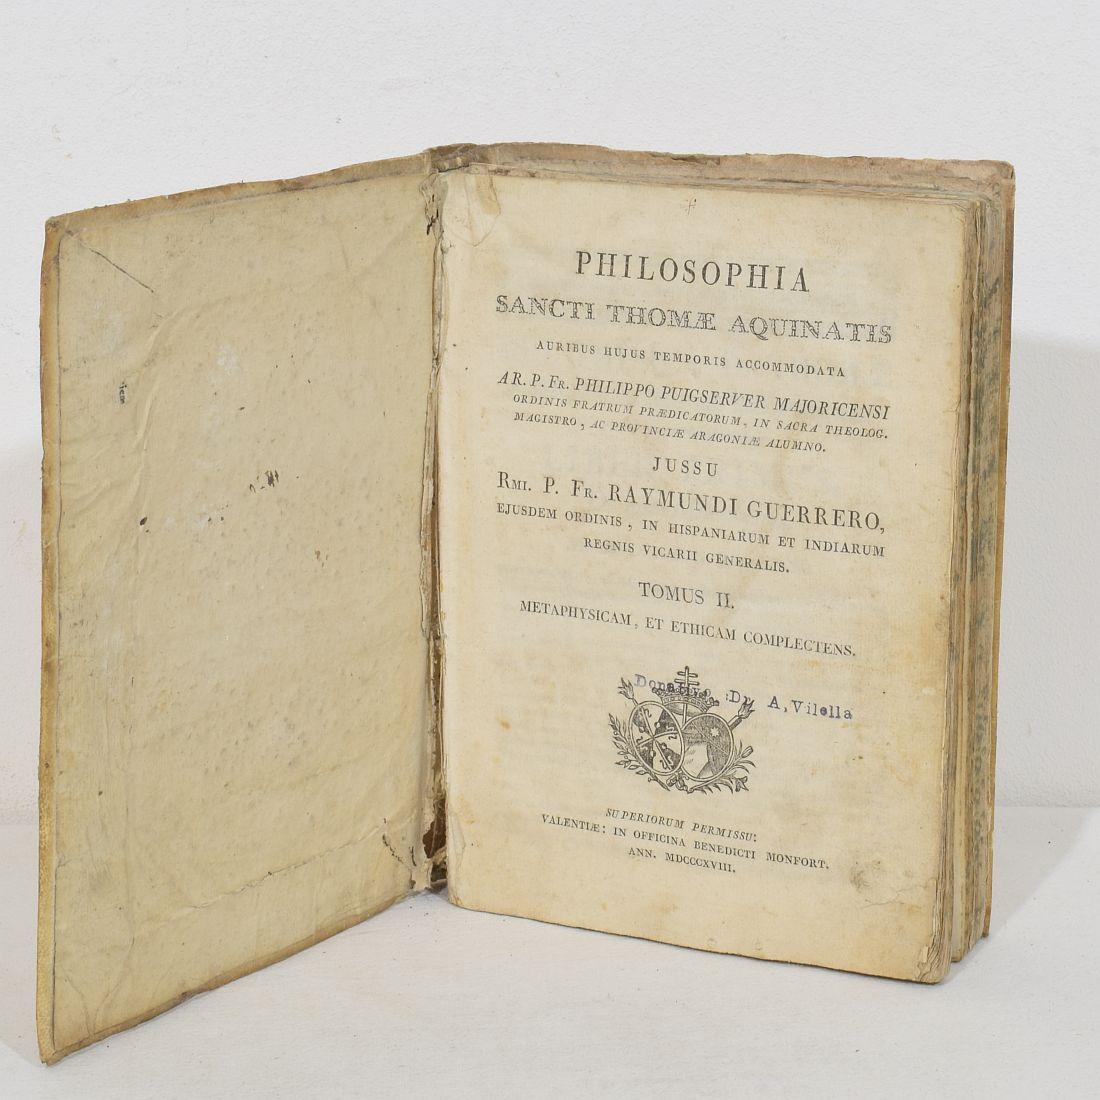 PHILOSOPHIA
SANCTI THOMÆ AQUINATIS
AURIBUS HUJUS TEMPORIS ACCOMMODATA
A R. P. FR. PHILIPPO PUIGSERVER MAJORICENSI
ORDINIS FRATRUM PRÆDICATORUM, IN SACRA THEOLOG.
MAGISTRO, AC PROVINCIÆ ARAGONIÆ ALUMNO.
JUSSU
RMI. P. FR. RAYMUNDI GUERRERO,
EJUSDEM ORDINIS, IN HISPANIARUM ET INDIARUM
REGNIS VICARII GENERALIS.
TOMUS II.
METAPHYSICAM, ET ETHICAM COMPLECTENS.
Donativo :Dr. A, Vilella
SUPERIORUM PERMISSU:
VALENTIÆ: IN OFFICINA BENEDICTI MONFORT.
ANN. MDCCCXVIII.